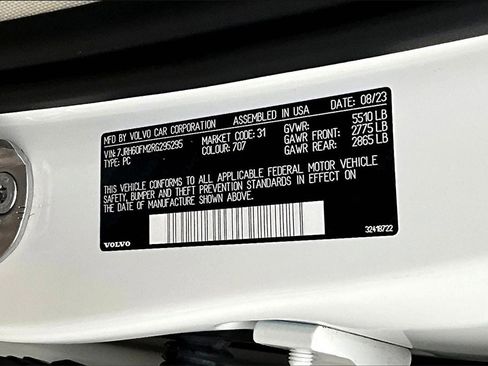 MFD BY VOLVO CAR CORPORATION ASSEMBLED IN USA DATE: 08/23
VIN: 7JRH60FM2RG295295 MARKET CODE: 31 GVWR: 5510 LB
TYPE: PC COLOUR: 707 GAWR FRONT: 2775 LB
GAWR REAR: 2865 LB
THIS VEHICLE CONFORMS TO ALL APPLICABLE FEDERAL MOTOR VEHICLE
SAFETY, BUMPER AND THEFT PREVENTION STANDARDS IN EFFECT ON
THE DATE OF MANUFACTURE SHOWN ABOVE.
VOLVO 32418722